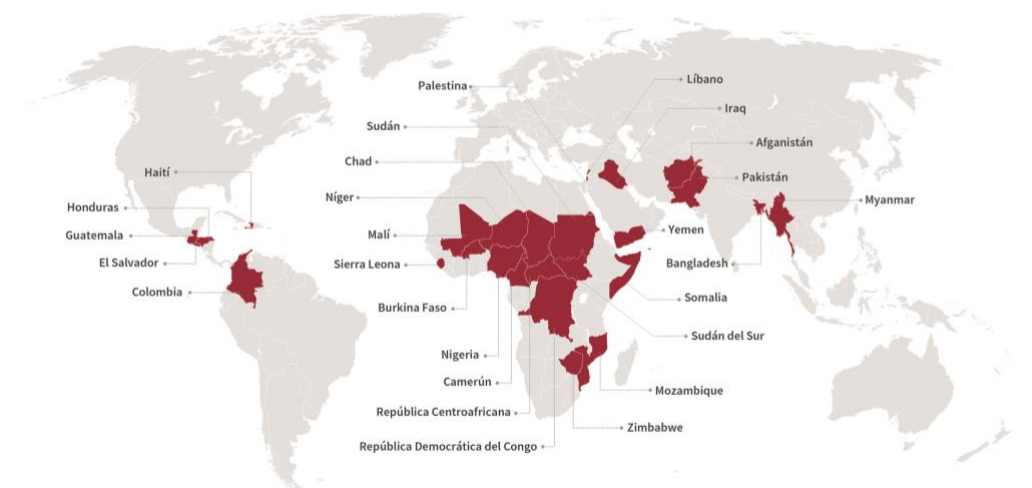 Palestina
Líbano
Iraq
Sudán
Afganistán
Chad
Haití
Pakistán
Níger
Myanmar
Honduras
Yemen
Malí
Guatemala
El Salvador
Sierra Leona
Bangladesh
Colombia
Somalia
Burkina Faso
Sudán del Sur
Nigeria
Camerún
Mozambique
República Centroafricana
Zimbabwe
República Democrática del Congo